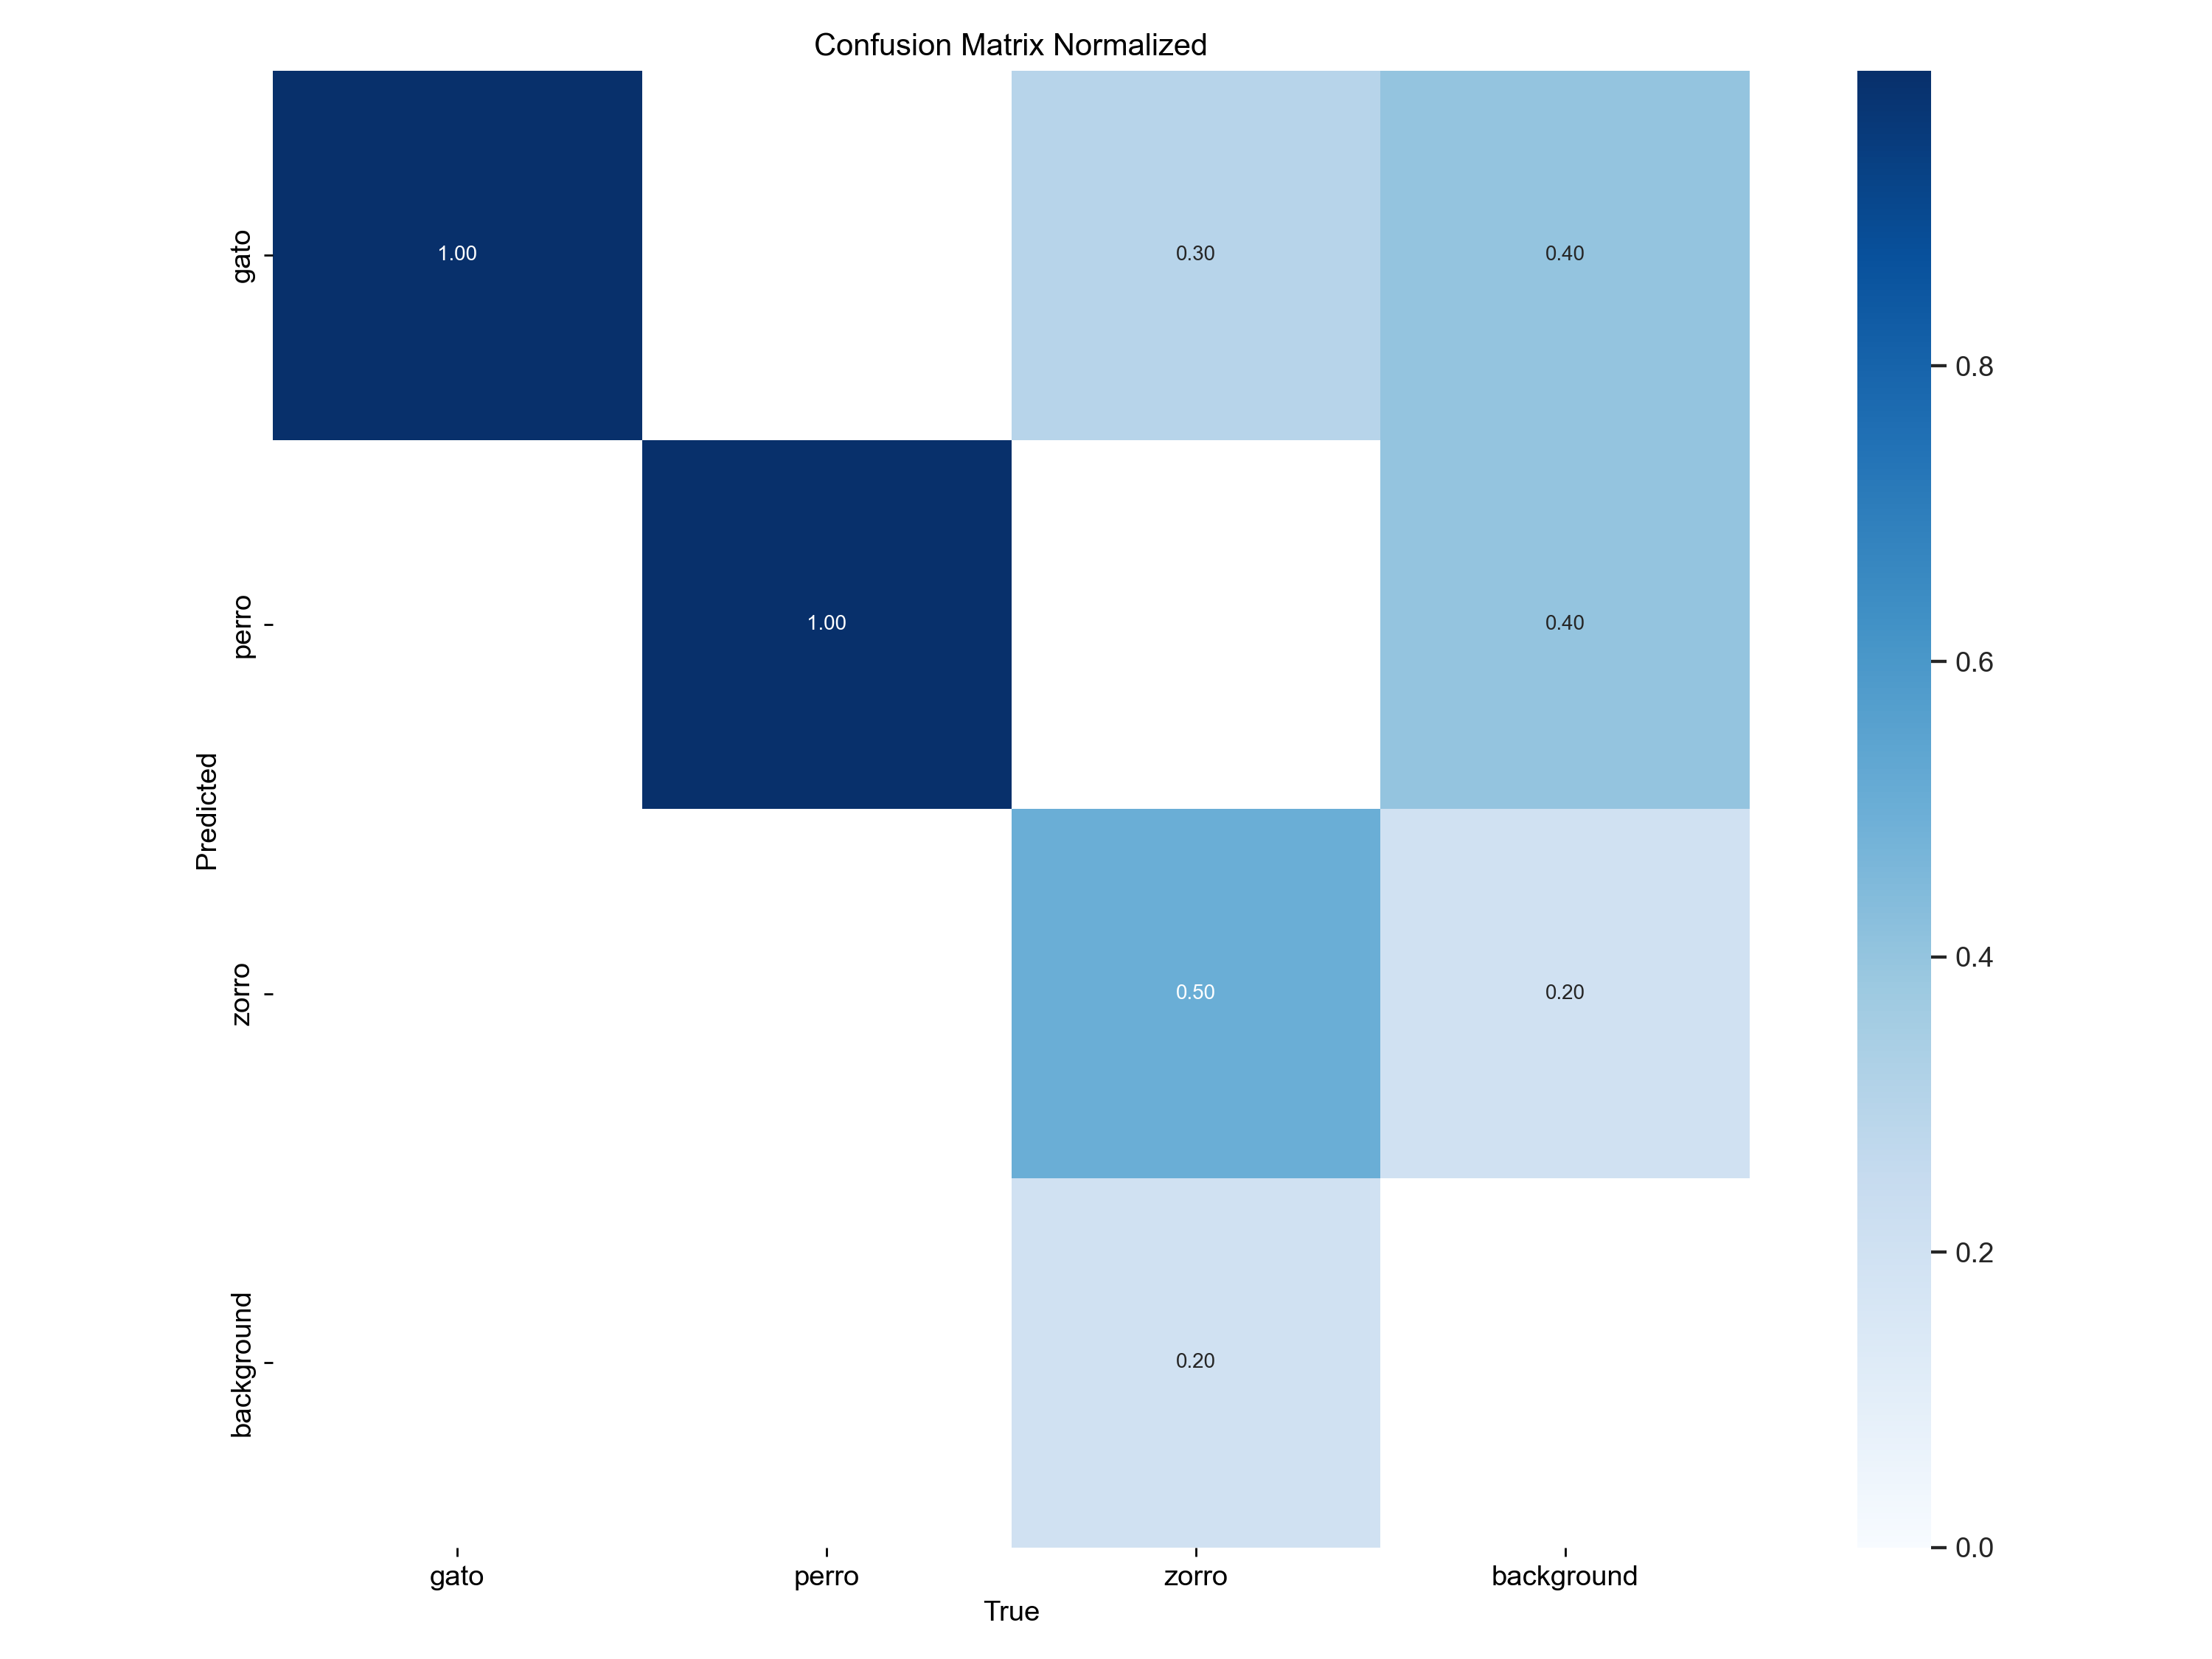 Confusion Matrix Normalized
gato
1.00
0.30
0.40
0.8
perro
1.00
0.40
0.6
Predicted
zorro
0.50
0.20
0.4
background
0.20
0.2
0.0
gato
perro
zorro
background
True